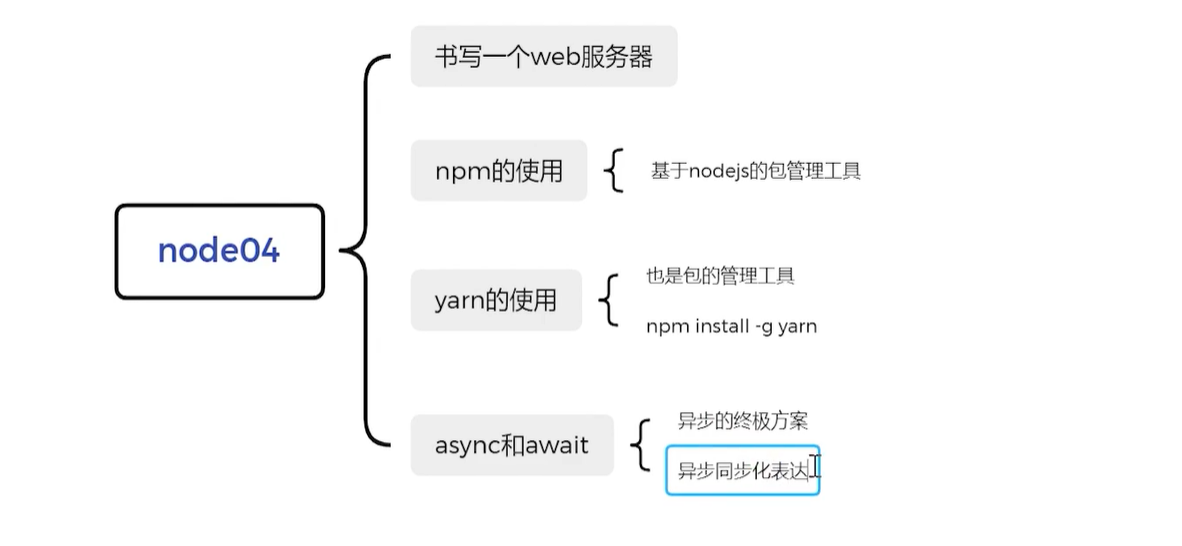 书写一个web服务器
npm的使用
基于nodejs的包管理工具
node04
也是包的管理工具
yarn的使用
npm install -g yarn
异步的终极方案
async和await
异步同步化表达